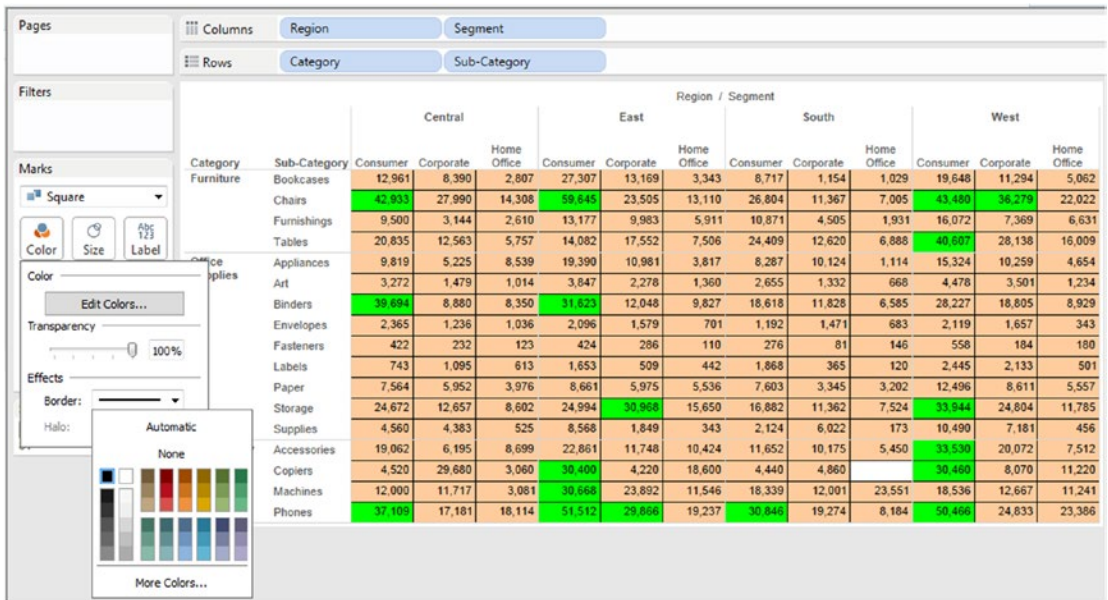 Pages
Columns Region Segment
Rows Category Sub-Category
Filters
Marks
Square
Color Size Abc 123 Label
Color
Edit Colors...
Transparency
100%
Effects
Border:
Halo:
Automatic
None
More Colors...
Region / Segment
Central East South West
Category Sub-Category Consumer Corporate Home Office Consumer Corporate Home Office Consumer Corporate Home Office Consumer Corporate Home Office
Furniture Bookcases 12,961 8,390 2,807 27,307 13,169 3,343 8,717 1,154 1,029 19,648 11,294 5,062
Chairs 42,933 27,990 14,308 59,645 23,505 13,110 26,804 11,367 7,005 43,480 36,279 22,022
Furnishings 9,500 3,144 2,610 13,177 9,983 5,911 10,871 4,505 1,931 16,072 7,369 6,631
Tables 20,835 12,563 5,757 14,082 17,552 7,506 24,409 12,620 6,888 40,607 28,138 16,009
Office Appliances 9,819 5,225 8,539 19,390 10,981 3,817 8,287 10,124 1,114 15,324 10,259 4,654
pplies Art 3,272 1,479 1,014 3,847 2,278 1,360 2,655 1,332 668 4,478 3,501 1,234
Binders 39,694 8,880 8,350 31,623 12,048 9,827 18,618 11,828 6,585 28,227 18,805 8,929
Envelopes 2,365 1,236 1,036 2,096 1,579 701 1,192 1,471 683 2,119 1,657 343
Fasteners 422 232 123 424 286 110 276 81 146 558 184 180
Labels 743 1,095 613 1,653 509 442 1,868 365 120 2,445 2,133 501
Paper 7,564 5,952 3,976 8,661 5,975 5,536 7,603 3,345 3,202 12,496 8,611 5,557
Storage 24,672 12,657 8,602 24,994 30,968 15,650 16,882 11,362 7,524 33,944 24,804 11,785
Supplies 4,560 4,383 525 8,568 1,849 343 2,124 6,022 173 10,490 7,181 456
Accessories 19,062 6,195 8,699 22,861 11,748 10,424 11,652 10,175 5,450 33,530 20,072 7,512
Copiers 4,520 29,680 3,060 30,400 4,220 18,600 4,440 4,860 30,460 8,070 11,220
Machines 12,000 11,717 3,081 30,668 23,892 11,546 18,339 12,001 23,551 18,536 12,667 11,241
Phones 37,109 17,181 18,114 51,512 29,866 19,237 30,846 19,274 8,184 50,466 24,833 23,386